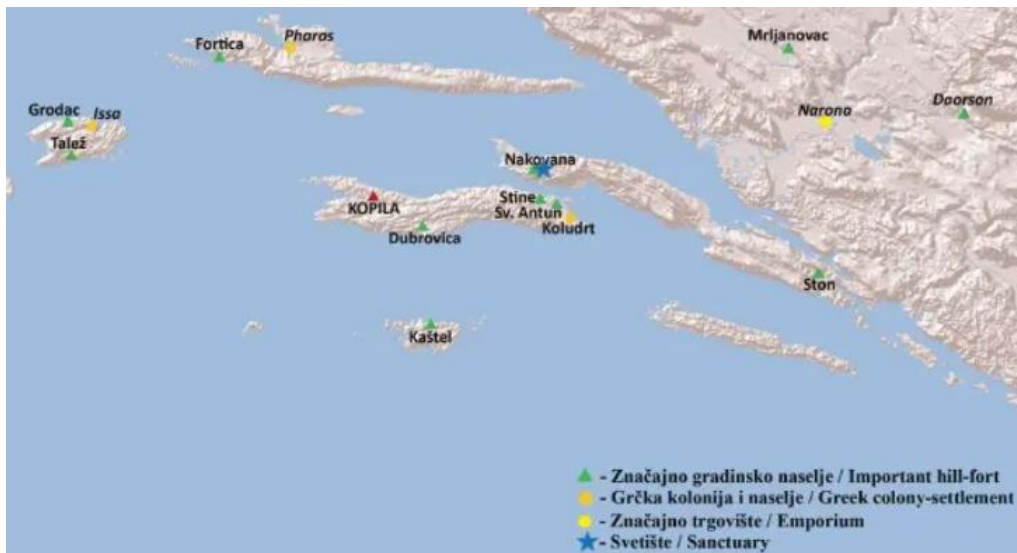 Fortica
Pharos
Mrljanovac
Grodac
Issa
Talež
Narona
Daorson
Nakovana
KOPILA
Stine
Sv. Antun
Koludrt
Dubrovica
Ston
Kaštel
- Značajno gradinsko naselje / Important hill-fort
- Grčka kolonija i naselje / Greek colony-settlement
- Značajno trgovište / Emporium
- Svetište / Sanctuary